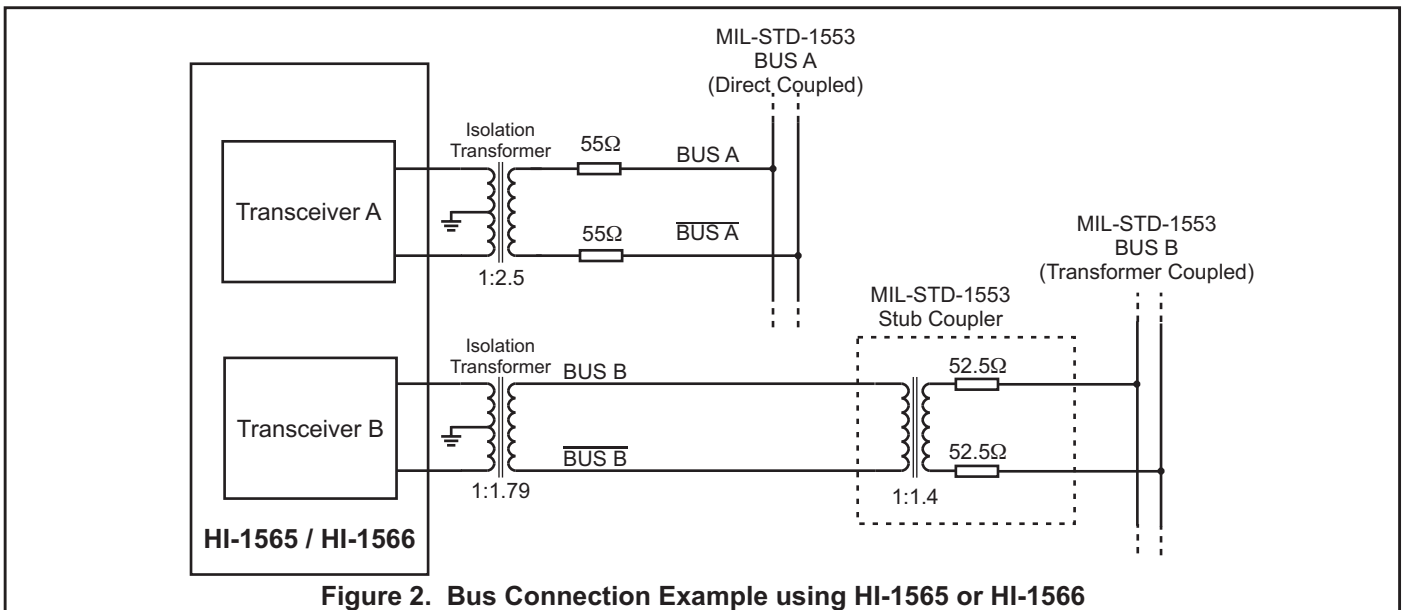 MIL-STD-1553
BUS A
(Direct Coupled)
Isolation
Transformer
55Ω
BUS A
Transceiver A
55Ω
BUS A
1:2.5
MIL-STD-1553
BUS B
(Transformer Coupled)
MIL-STD-1553
Stub Coupler
Isolation
Transformer
BUS B
52.5Ω
Transceiver B
BUS B
52.5Ω
1:1.79
1:1.4
HI-1565 / HI-1566
Figure 2. Bus Connection Example using HI-1565 or HI-1566